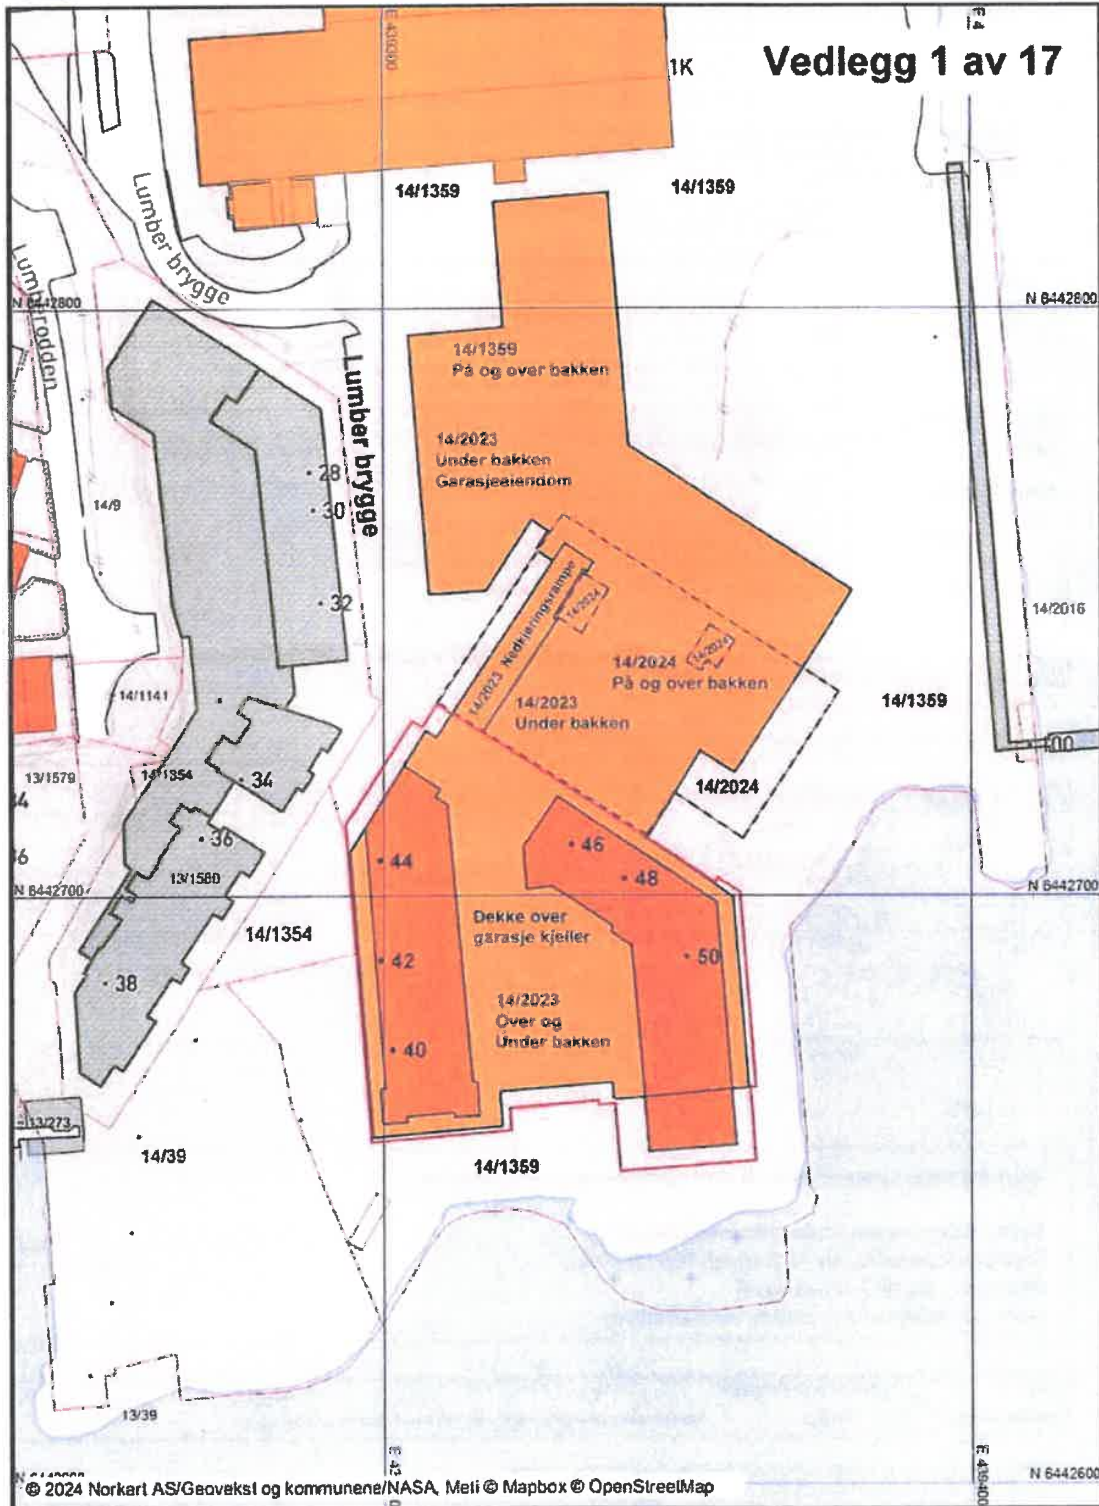 Vedlegg 1 av 17
E 439300
1K
14/1359
14/1359
Lumber brygge
Lumberodden
N 6442800
N 6442800
14/1359
På og over bakken
Lumber brygge
14/2023
Under bakken
Garasjeeiendom
28
30
14/9
32
14/2024
14/2016
14/2023 Nedkjøringsrampe
14/2024
14/2024
På og over bakken
14/1141
14/2023
Under bakken
14/1359
13/1579
14/1354
34
14/2024
36
46
44
48
13/1580
N 6442700
N 6442700
Dekke over
garasje kjeller
14/1354
42
50
38
14/2023
Over og
Under bakken
40
13/273
14/39
14/1359
13/39
E 439400
N 6442600
© 2024 Norkart AS/Geovekst og kommunene/NASA, Meti © Mapbox © OpenStreetMap